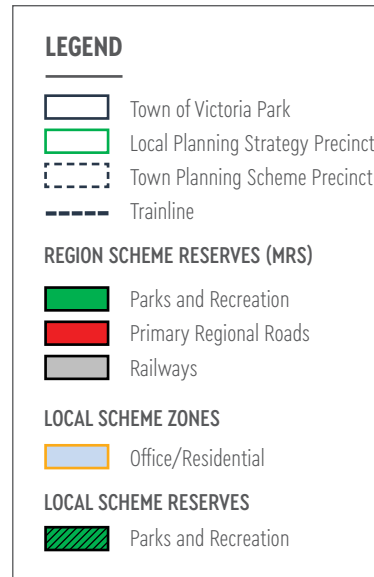 LEGEND
Town of Victoria Park
Local Planning Strategy Precinct
Town Planning Scheme Precinct
Trainline
REGION SCHEME RESERVES (MRS)
Parks and Recreation
Primary Regional Roads
Railways
LOCAL SCHEME ZONES
Office/Residential
LOCAL SCHEME RESERVES
Parks and Recreation